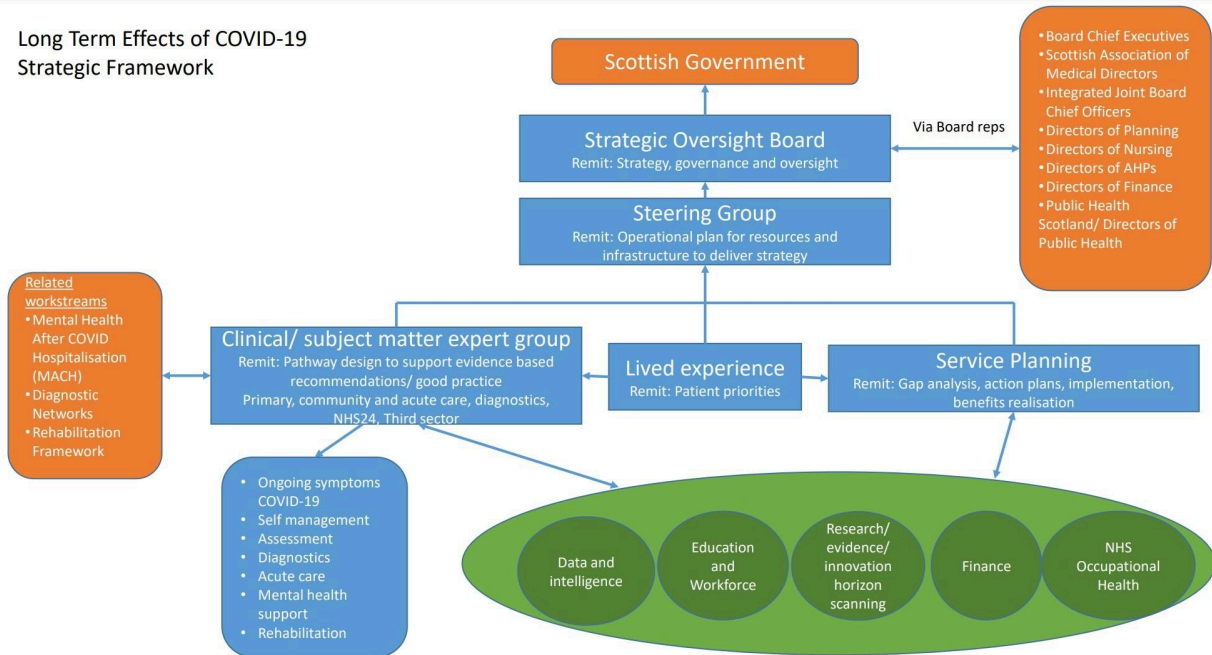 Long Term Effects of COVID-19
Strategic Framework
Scottish Government
Strategic Oversight Board
Remit: Strategy, governance and oversight
Via Board reps
•Board Chief Executives
•Scottish Association of
Medical Directors
•Integrated Joint Board
Chief Officers
•Directors of Planning
•Directors of Nursing
•Directors of AHPs
•Directors of Finance
•Public Health
Scotland/ Directors of
Public Health
Steering Group
Remit: Operational plan for resources and
infrastructure to deliver strategy
Related
workstreams
•Mental Health
After COVID
Hospitalisation
(MACH)
•Diagnostic
Networks
•Rehabilitation
Framework
Clinical/ subject matter expert group
Remit: Pathway design to support evidence based
recommendations/ good practice
Primary, community and acute care, diagnostics,
NHS24, Third sector
Lived experience
Remit: Patient priorities
Service Planning
Remit: Gap analysis, action plans, implementation,
benefits realisation
• Ongoing symptoms
COVID-19
• Self management
• Assessment
• Diagnostics
• Acute care
• Mental health
support
• Rehabilitation
Data and
intelligence
Education
and
Workforce
Research/
evidence/
innovation
horizon
scanning
Finance
NHS
Occupational
Health